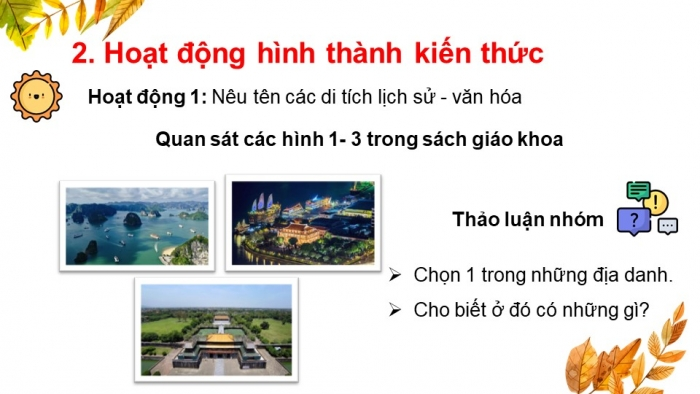 2. Hoạt động hình thành kiến thức
Hoạt động 1: Nêu tên các di tích lịch sử - văn hóa
Quan sát các hình 1- 3 trong sách giáo khoa
Thảo luận nhóm
➢ Chọn 1 trong những địa danh.
➢ Cho biết ở đó có những gì?